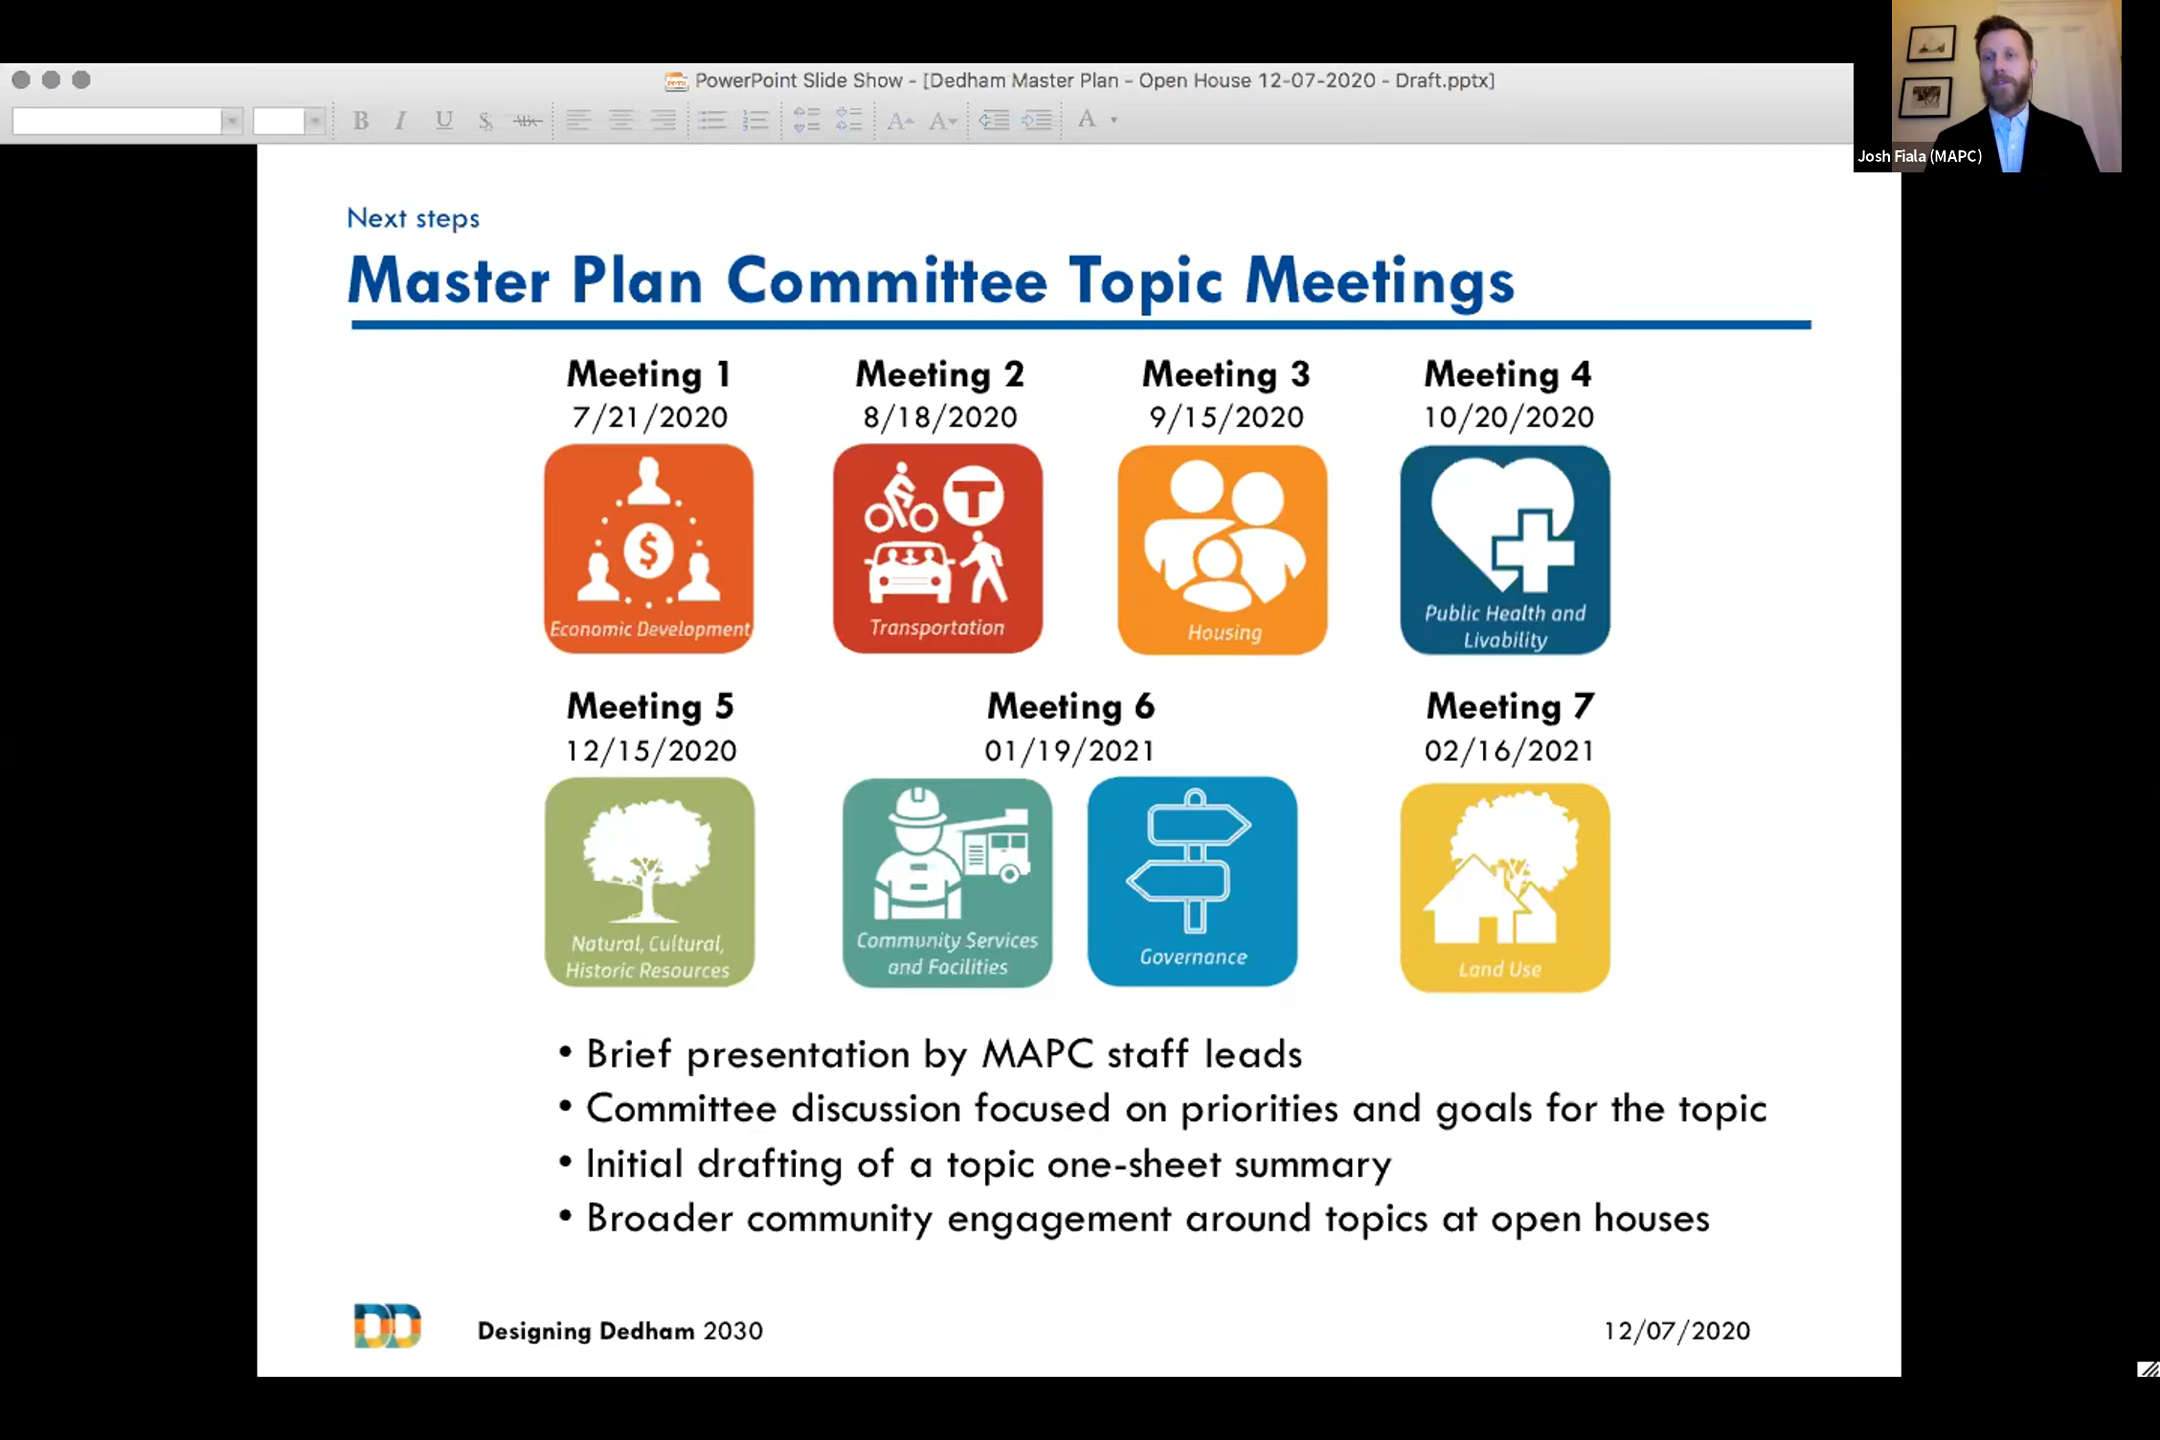 PowerPoint Slide Show - [Dedham Master Plan - Open House 12-07-2020 - Draft.pptx]
B I U S ABC A A A
Josh Fiala (MAPC)
Next steps
Master Plan Committee Topic Meetings
Meeting 1 Meeting 2 Meeting 3 Meeting 4
7/21/2020 8/18/2020 9/15/2020 10/20/2020
$ T
Economic Development Transportation Housing Public Health and
Livability
Meeting 5 Meeting 6 Meeting 7
12/15/2020 01/19/2021 02/16/2021
Natural, Cultural,
Historic Resources
Community Services
and Facilities
Governance
Land Use
• Brief presentation by MAPC staff leads
• Committee discussion focused on priorities and goals for the topic
• Initial drafting of a topic one-sheet summary
• Broader community engagement around topics at open houses
DD Designing Dedham 2030 12/07/2020